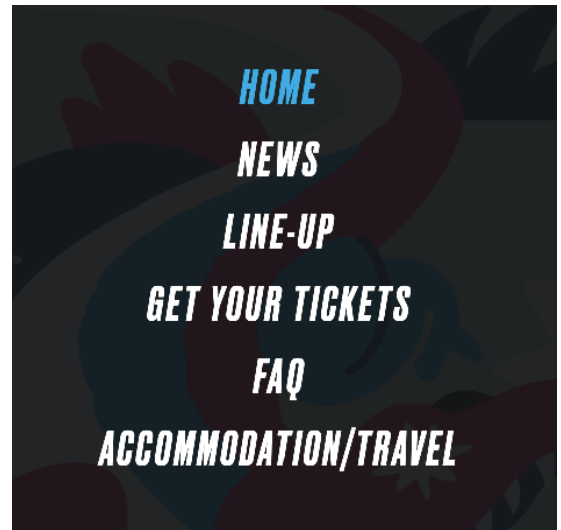 HOME
NEWS
LINE-UP
GET YOUR TICKETS
FAQ
ACCOMMODATION/TRAVEL